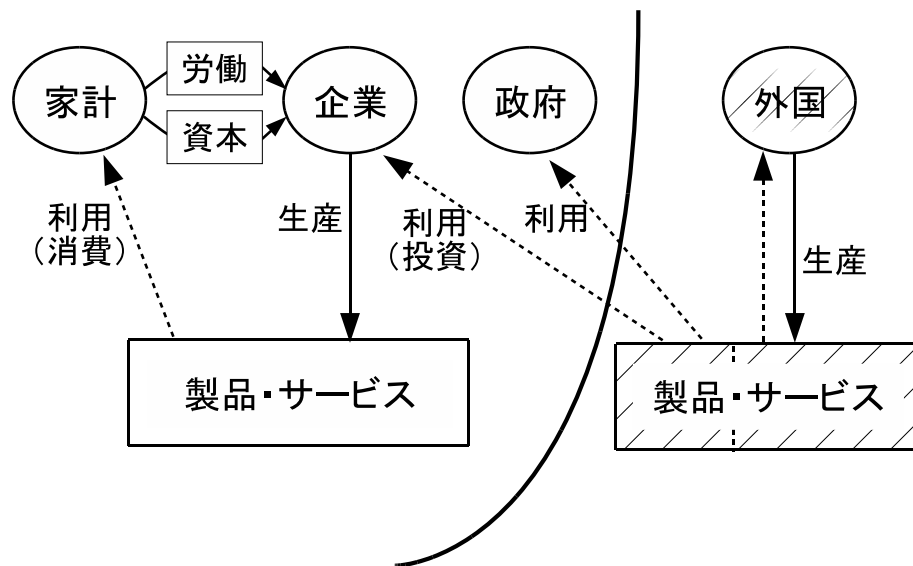 労働
家計
企業
政府
外国
資本
利用
(消費)
生産
利用
(投資)
利用
生産
製品・サービス
製品・サービス